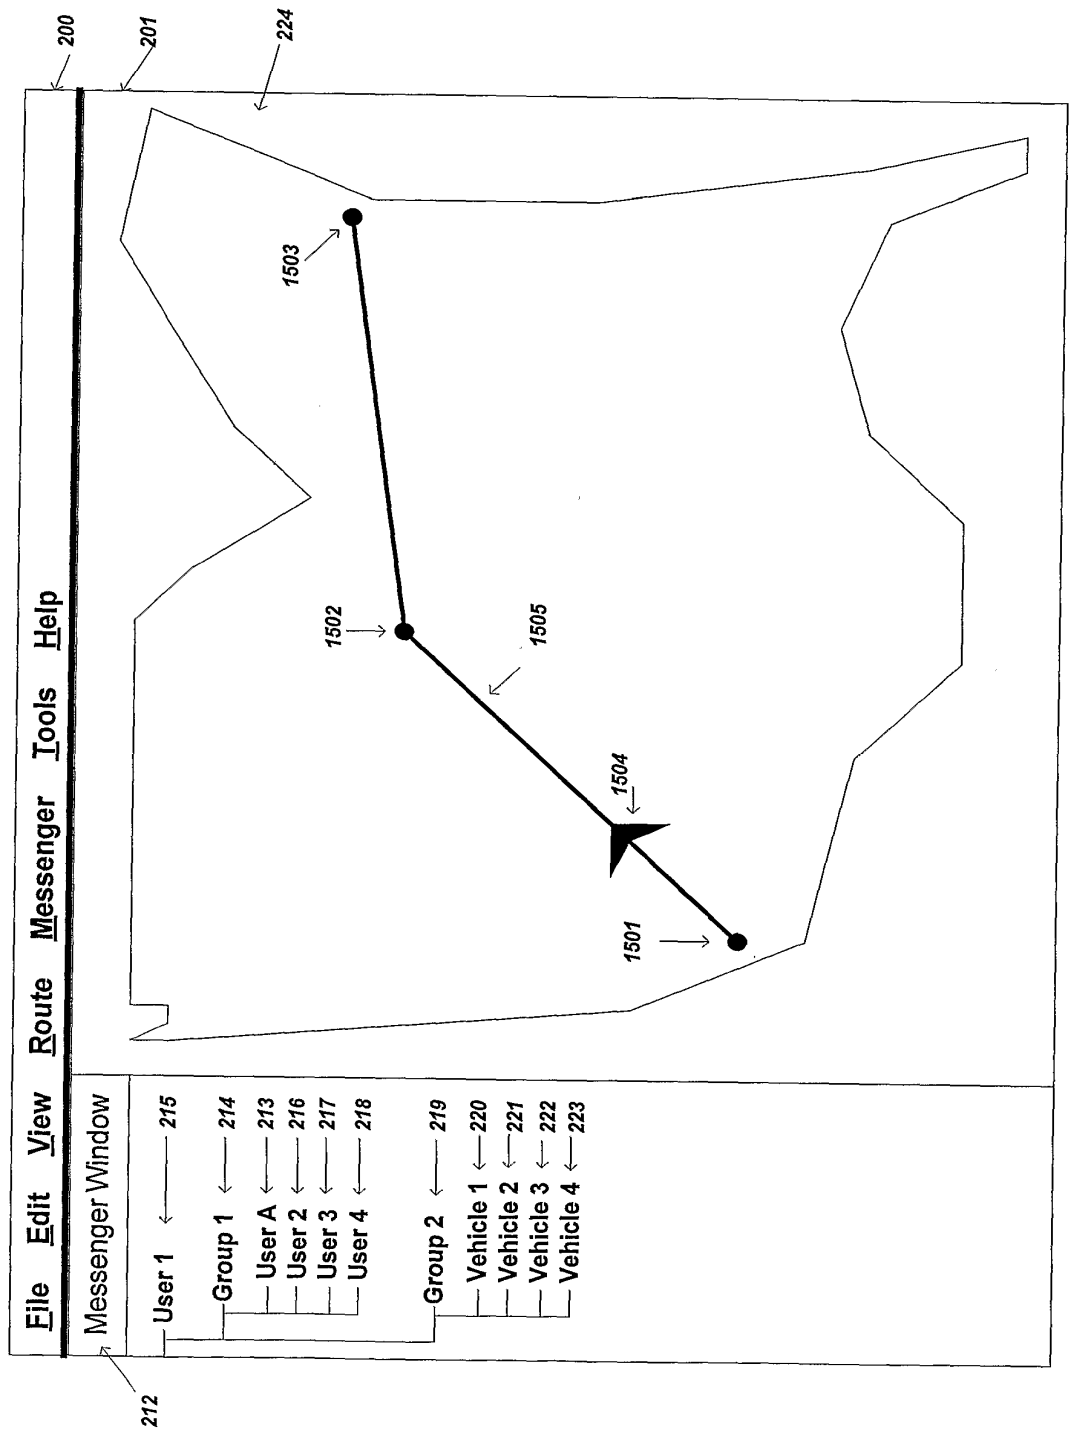 200
201
224
File Edit View Route Messenger Tools Help
Messenger Window
212
User 1 215
Group 1 214
User A 213
User 2 216
User 3 217
User 4 218
Group 2 219
Vehicle 1 220
Vehicle 2 221
Vehicle 3 222
Vehicle 4 223
1503
1502
1505
1504
1501